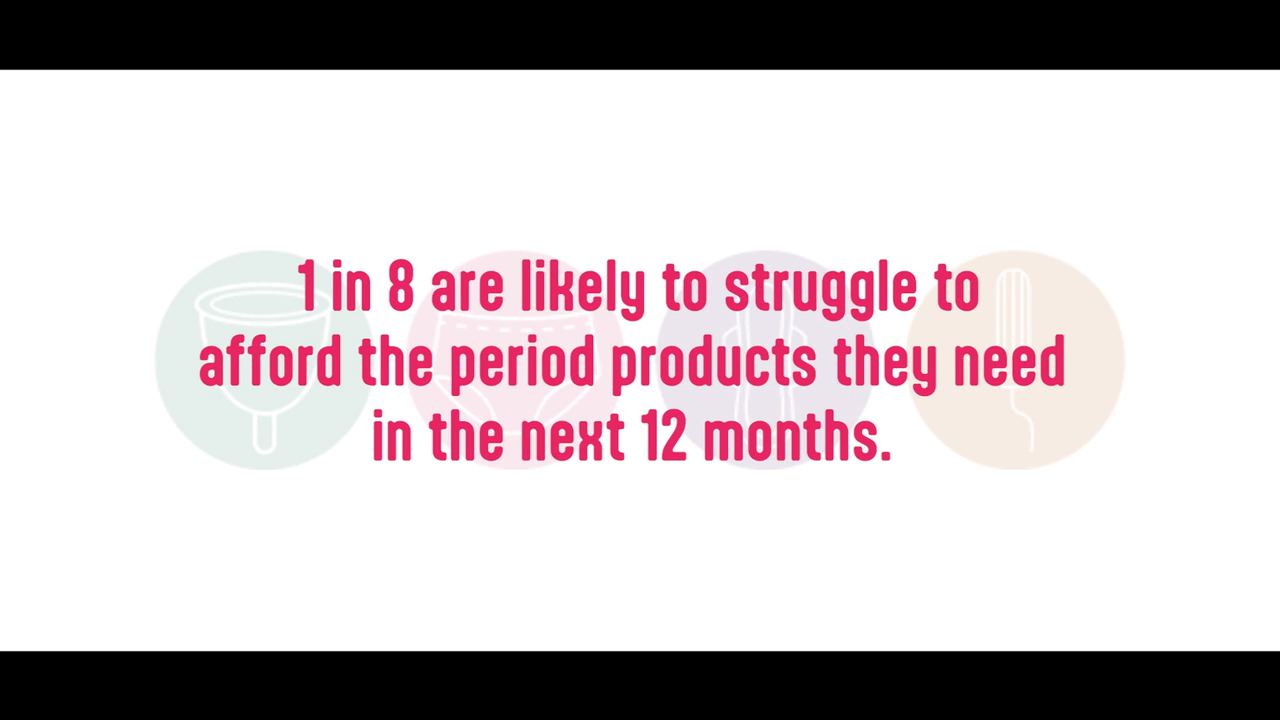 1 in 8 are likely to struggle to
afford the period products they need
in the next 12 months.